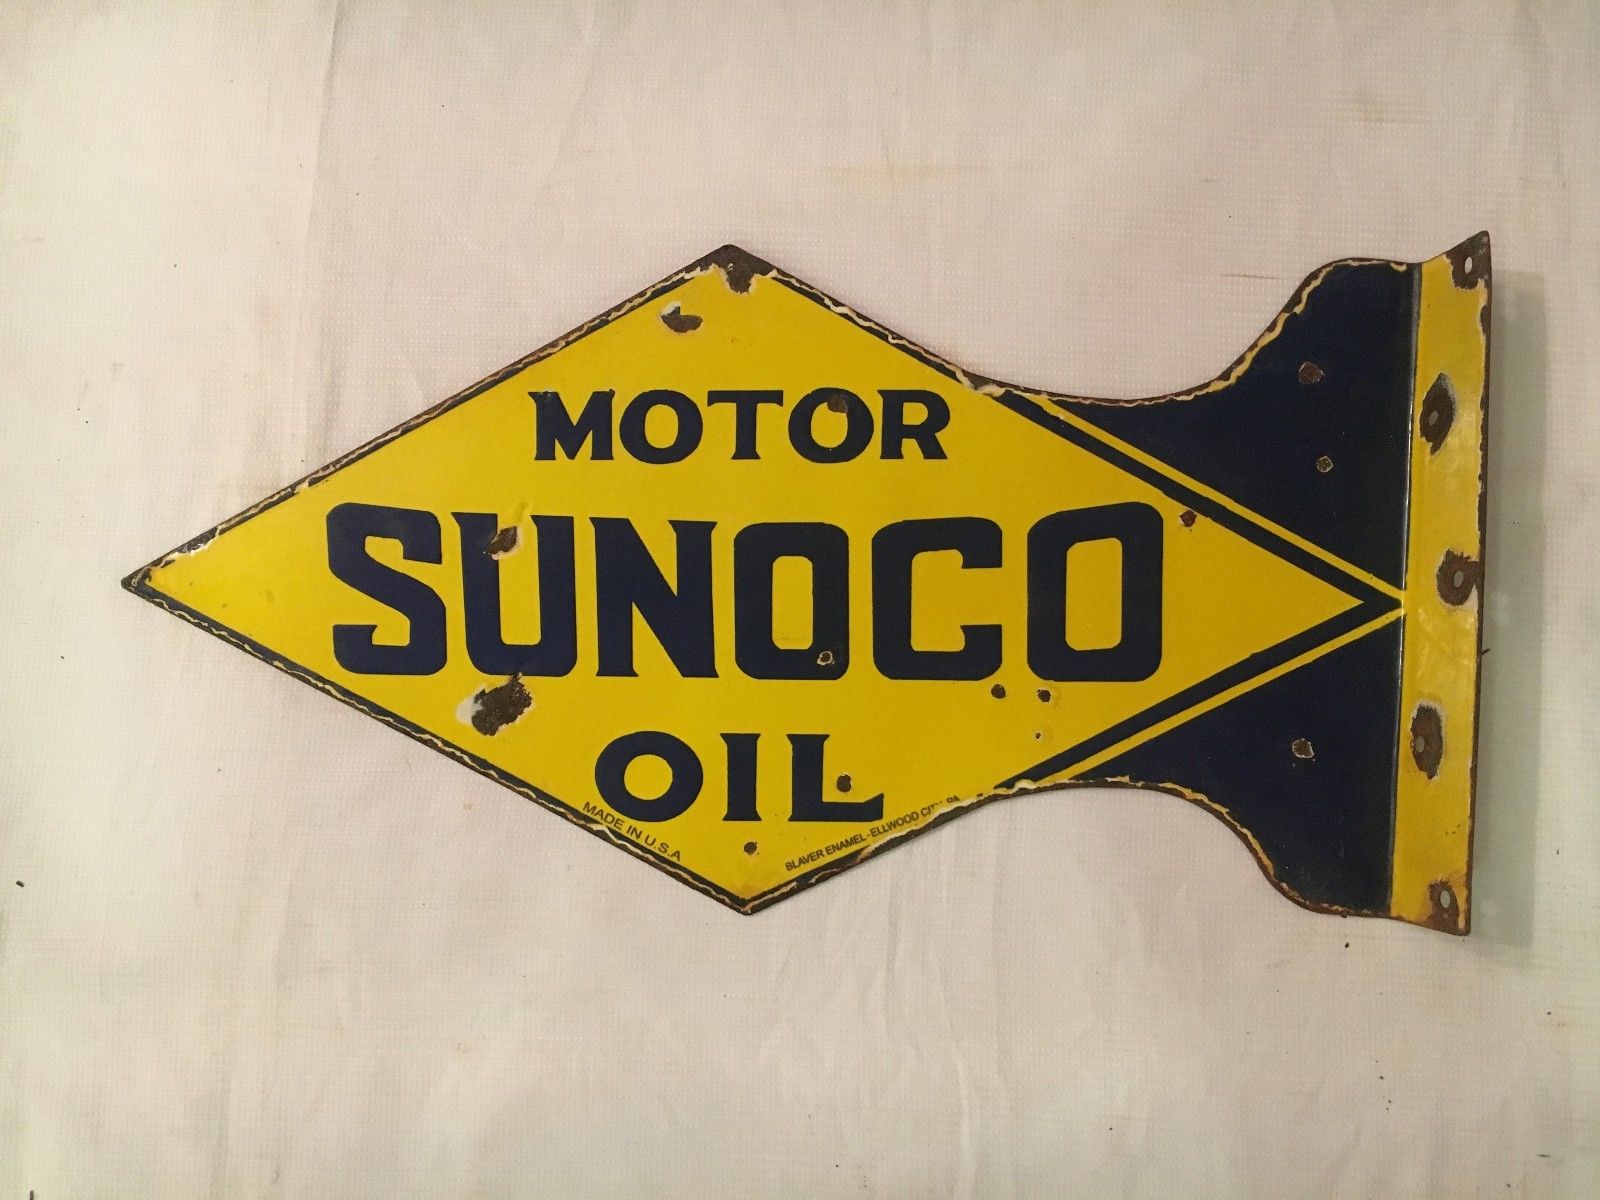 MOTOR
SUNOCO
OIL
MADE IN U.S.A
BLAVER ENAMEL-ELLWOOD CITY. PA